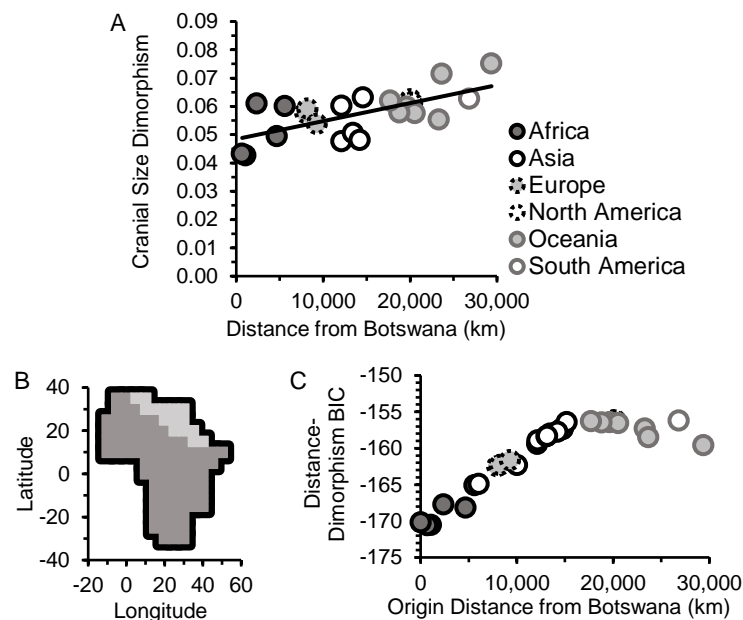 A
Cranial Size Dimorphism
0.09
0.08
0.07
0.06
0.05
0.04
0.03
0.02
0.01
0.00
0 10,000 20,000 30,000
Distance from Botswana (km)
Africa
Asia
Europe
North America
Oceania
South America
B
Latitude
40
20
0
-20
-40
-20 0 20 40 60
Longitude
C
Distance-
Dimorphism BIC
-150
-155
-160
-165
-170
-175
0 10,000 20,000 30,000
Origin Distance from Botswana (km)